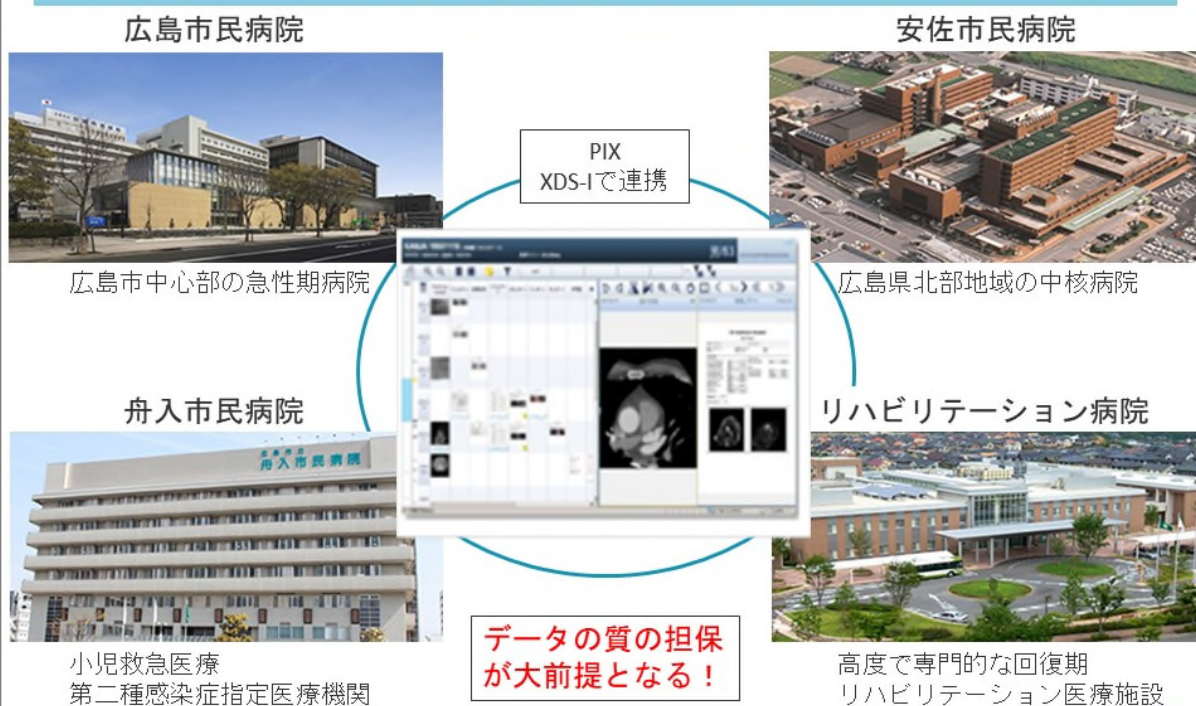 広島市民病院
安佐市民病院
PIX
XDS-Iで連携
広島市中心部の急性期病院
広島県北部地域の中核病院
舟入市民病院
リハビリテーション病院
舟入市民病院
データの質の担保
が大前提となる！
小児救急医療
第二種感染症指定医療機関
高度で専門的な回復期
リハビリテーション医療施設